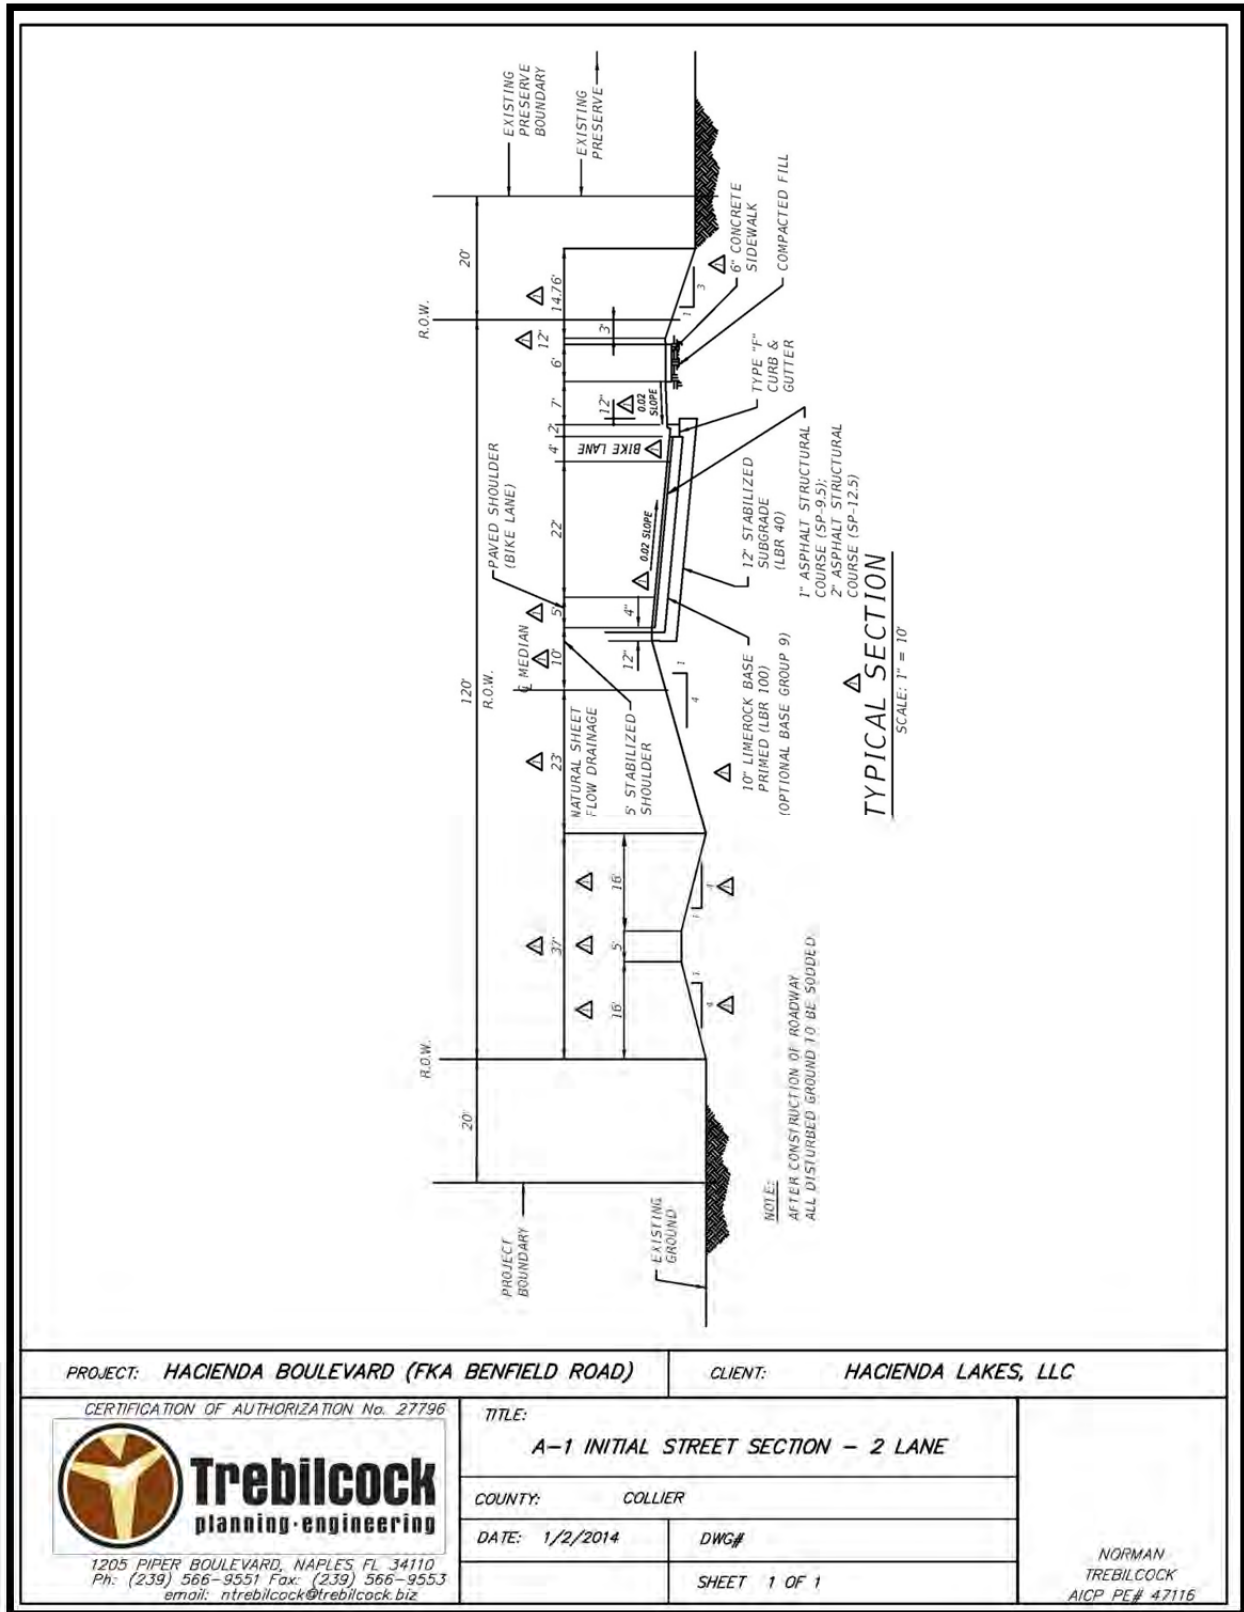 EXISTING
PRESERVE
BOUNDARY
EXISTING
PRESERVE
20'
R.O.W.
120'
R.O.W.
R.O.W.
20'
PROJECT
BOUNDARY
14.76'
12"
6'
7'
2'
4'
22'
5'
10'
℄ MEDIAN
23'
37'
3'
12"
0.02
SLOPE
BIKE LANE
PAVED SHOULDER
(BIKE LANE)
0.02 SLOPE
4"
12"
NATURAL SHEET
FLOW DRAINAGE
5' STABILIZED
SHOULDER
16'
5'
16'
EXISTING
GROUND
1
3
1
4
1
4
1
4
6" CONCRETE
SIDEWALK
COMPACTED FILL
TYPE "F"
CURB &
GUTTER
1" ASPHALT STRUCTURAL
COURSE (SP-9.5);
2" ASPHALT STRUCTURAL
COURSE (SP-12.5)
12" STABILIZED
SUBGRADE
(LBR 40)
10" LIMEROCK BASE
PRIMED (LBR 100)
(OPTIONAL BASE GROUP 9)
TYPICAL SECTION
SCALE: 1" = 10'
NOTE:
AFTER CONSTRUCTION OF ROADWAY
ALL DISTURBED GROUND TO BE SODDED.
PROJECT: HACIENDA BOULEVARD (FKA BENFIELD ROAD)
CLIENT: HACIENDA LAKES, LLC
CERTIFICATION OF AUTHORIZATION No. 27796
Trebilcock
planning·engineering
1205 PIPER BOULEVARD, NAPLES FL 34110
Ph: (239) 566-9551 Fax: (239) 566-9553
email: ntrebilcock@trebilcock.biz
TITLE:
A-1 INITIAL STREET SECTION - 2 LANE
COUNTY: COLLIER
DATE: 1/2/2014
DWG#
SHEET 1 OF 1
NORMAN
TREBILCOCK
AICP PE# 47116